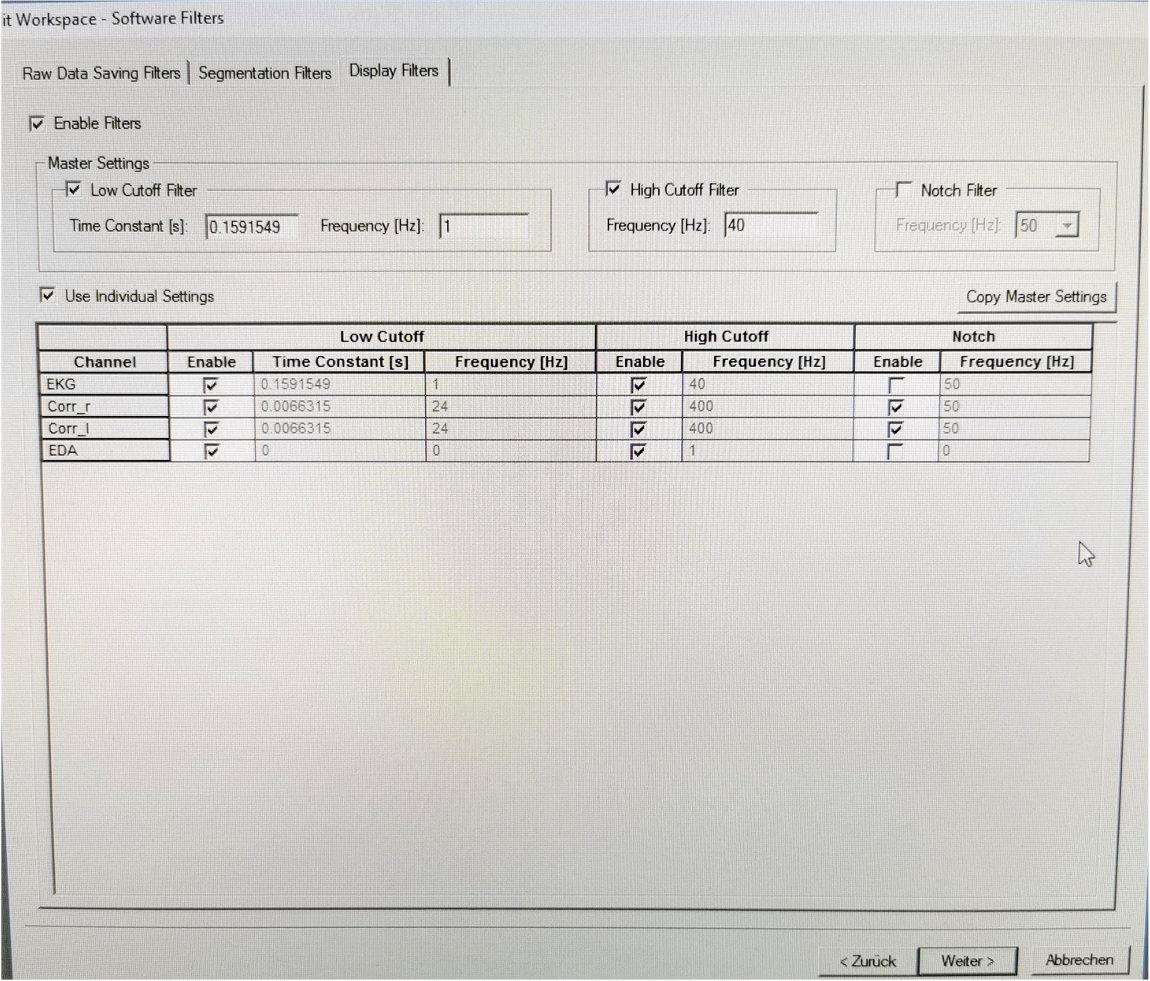 it Workspace - Software Filters
Raw Data Saving Filters Segmentation Filters Display Filters
Enable Filters
Master Settings
Low Cutoff Filter High Cutoff Filter Notch Filter
Time Constant [s]: 0.1591549 Frequency [Hz]: 1 Frequency [Hz]: 40 Frequency [Hz]: 50
Use Individual Settings Copy Master Settings
Low Cutoff High Cutoff Notch
Channel Enable Time Constant [s] Frequency [Hz] Enable Frequency [Hz] Enable Frequency [Hz]
EKG 0.1591549 1 40 50
Corr_r 0.0066315 24 400 50
Corr_l 0.0066315 24 400 50
EDA 0 0 1 0
< Zurück Weiter > Abbrechen